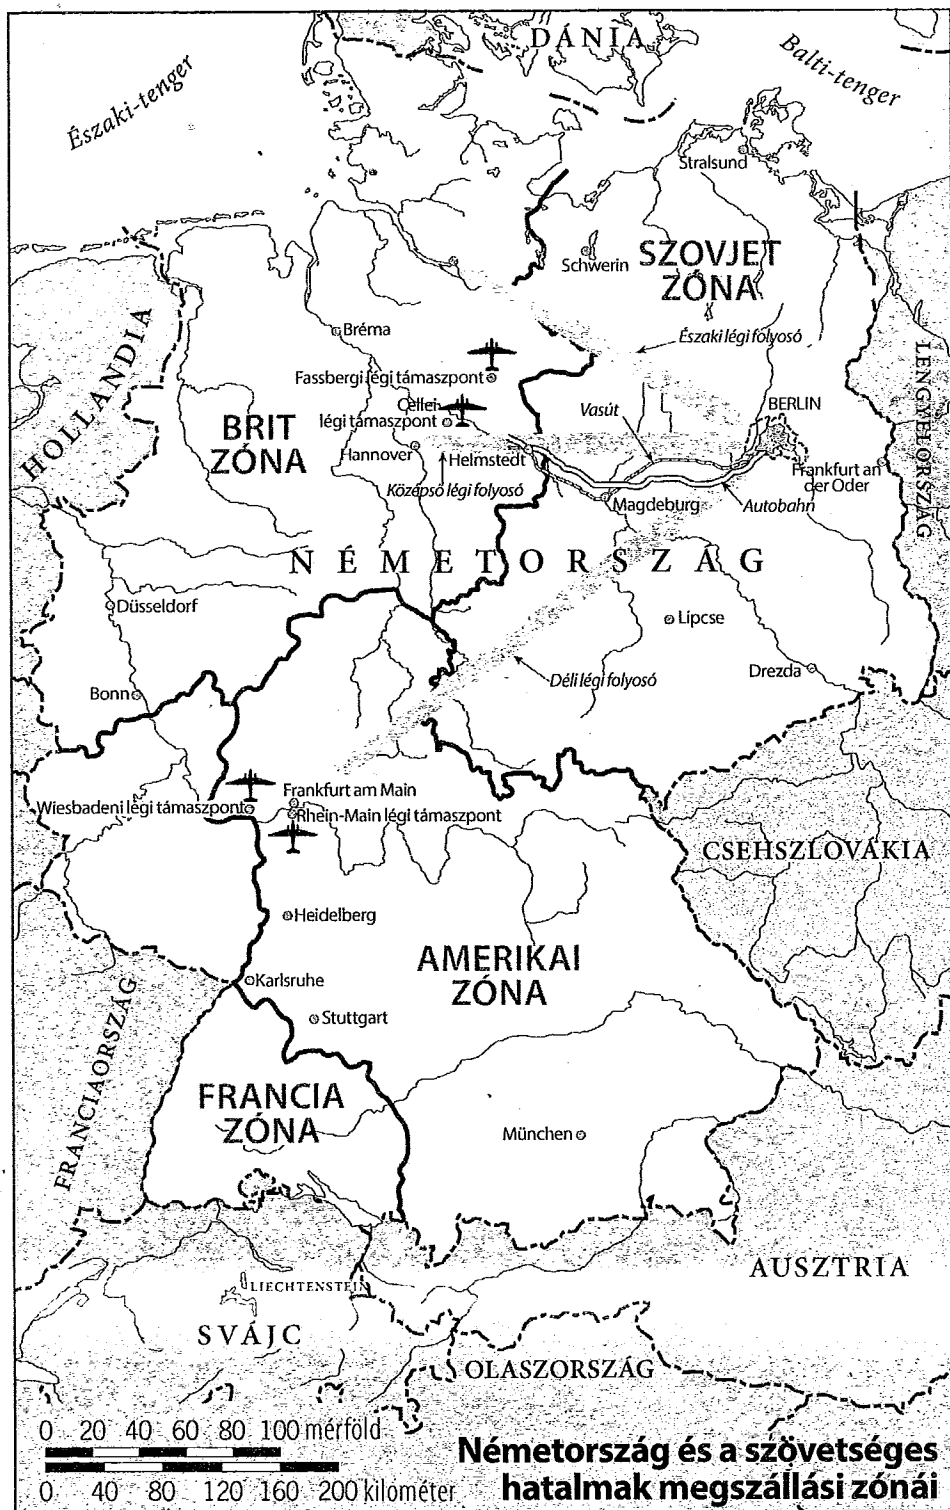 DÁNIA
Északi-tenger
Balti-tenger
Stralsund
Schwerin
SZOVJET
ZÓNA
Bréma
Északi légi folyosó
HOLLANDIA
LENGYELORSZÁG
Fassbergi légi támaszpont
Cellei
légi támaszpont
Vasút
BERLIN
BRIT
ZÓNA
Hannover
Helmstedt
Középső légi folyosó
Frankfurt an
der Oder
Magdeburg
Autobahn
NÉMETORSZÁG
Düsseldorf
Lipcse
Bonn
Déli légi folyosó
Drezda
Frankfurt am Main
Wiesbadeni légi támaszpont
Rhein-Main légi támaszpont
CSEHSZLOVÁKIA
Heidelberg
AMERIKAI
ZÓNA
Karlsruhe
Stuttgart
FRANCIAORSZÁG
FRANCIA
ZÓNA
München
AUSZTRIA
LIECHTENSTEIN
SVÁJC
OLASZORSZÁG
0 20 40 60 80 100 mérföld
0 40 80 120 160 200 kilométer
Németország és a szövetséges
hatalmak megszállási zónái